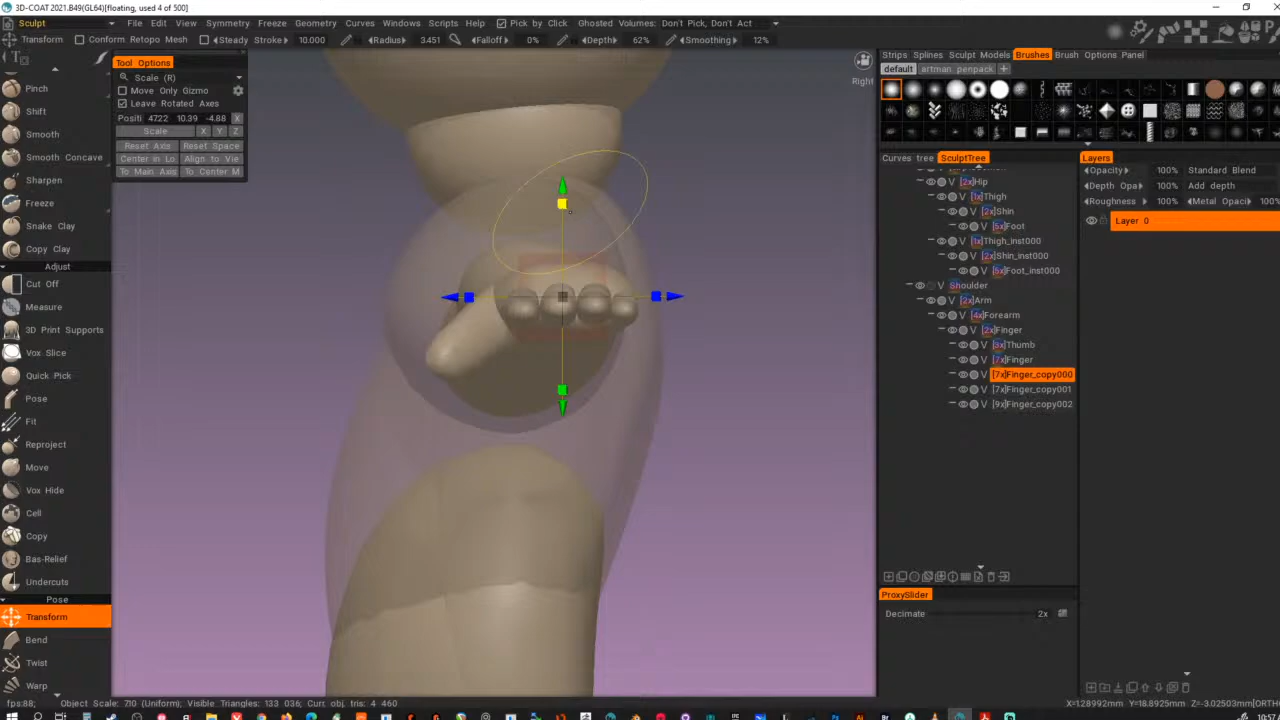 3D-COAT 2021.B49(GL64)[floating, used 4 of 500]
Sculpt File Edit View Symmetry Freeze Geometry Curves Windows Scripts Help Pick by Click Ghosted Volumes: Don't Pick, Don't Act
Transform Conform Retopo Mesh Steady Stroke 10.000 Radius 3.451 Falloff 0% Depth 62% Smoothing 12%
Pinch
Shift
Smooth
Smooth Concave
Sharpen
Freeze
Snake Clay
Copy Clay
Adjust
Cut Off
Measure
3D Print Supports
Vox Slice
Quick Pick
Pose
Fit
Reproject
Move
Vox Hide
Cell
Copy
Bas-Relief
Undercuts
Pose
Transform
Bend
Twist
Warp
Tool Options
Scale (R)
Move Only Gizmo
Leave Rotated Axes
Positi 4722 10.39 -4.88 X
Scale X Y Z
Reset Axis Reset Space
Center in Lo Align to Vie
To Main Axis To Center M
Right
Strips Splines Sculpt Models Brushes Brush Options Panel
default artman penpack +
Curves tree SculptTree
[2x]Hip
[1x]Thigh
[2x]Shin
[5x]Foot
[1x]Thigh_inst000
[2x]Shin_inst000
[5x]Foot_inst000
V Shoulder
V [2x]Arm
V [4x]Forearm
V [2x]Finger
V [3x]Thumb
V [7x]Finger
V [7x]Finger_copy000
V [7x]Finger_copy001
V [9x]Finger_copy002
ProxySlider
Decimate 2x
Layers
Opacity 100% Standard Blend
Depth Opa 100% Add depth
Roughness 100% Metal Opaci 100%
Layer 0
fps:88; Object Scale: 710 (Uniform), Visible Triangles: 133 036; Curr. obj. tris: 4 460